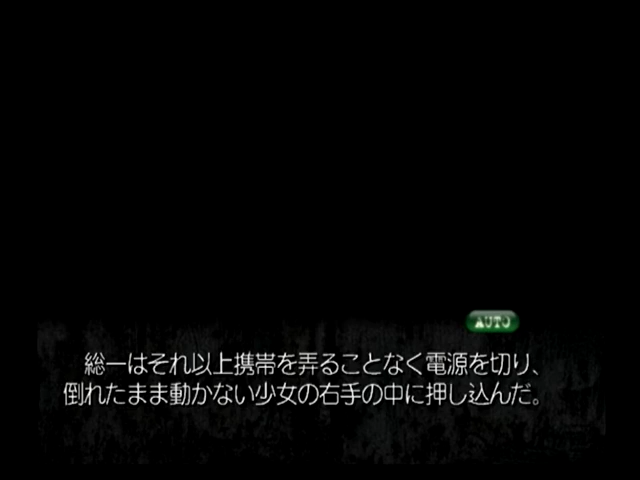 AUTO
総一はそれ以上携帯を弄ることなく電源を切り、
倒れたまま動かない少女の右手の中に押し込んだ。